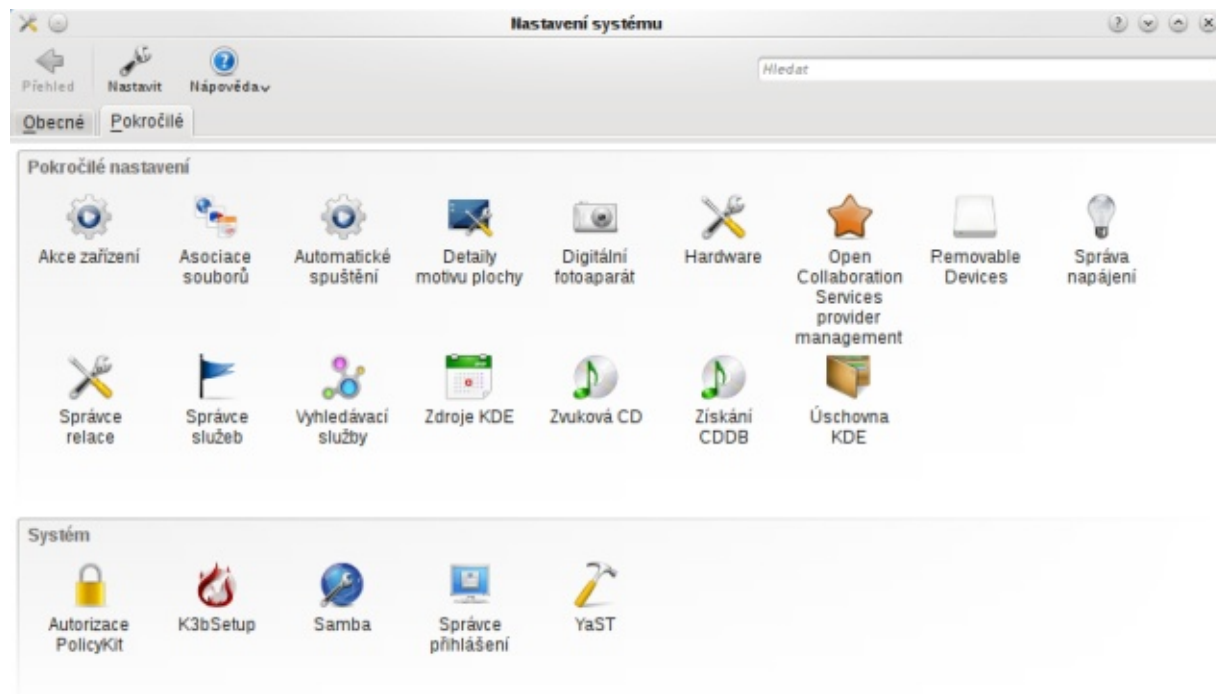 Nastavení systému
Přehled
Nastavit
Nápověda
Hledat
Obecné
Pokročilé
Pokročilé nastavení
Akce zařízení
Asociace
souborů
Automatické
spuštění
Detaily
motivu plochy
Digitální
fotoaparát
Hardware
Open
Collaboration
Services
provider
management
Removable
Devices
Správa
napájení
Správce
relace
Správce
služeb
Vyhledávací
služby
Zdroje KDE
Zvuková CD
Získání
CDDB
Úschovna
KDE
Systém
Autorizace
PolicyKit
K3bSetup
Samba
Správce
přihlášení
YaST